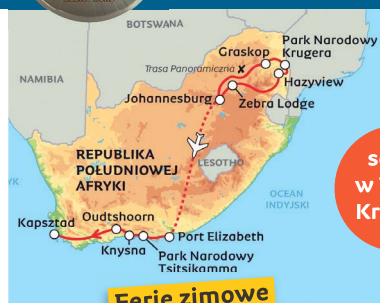 BOTSWANA
NAMIBIA
Park Narodowy
Krugera
Graskop
Trasa Panoramiczna
Hazyview
Johannesburg
Zebra Lodge
REPUBLIKA
POŁUDNIOWEJ
AFRYKI
LESOTHO
OCEAN
INDYJSKI
w
Kr
Kapsztad
Oudtshoorn
Port Elizabeth
Knysna
Park Narodowy
Tsitsikamma
Ferie zimowe